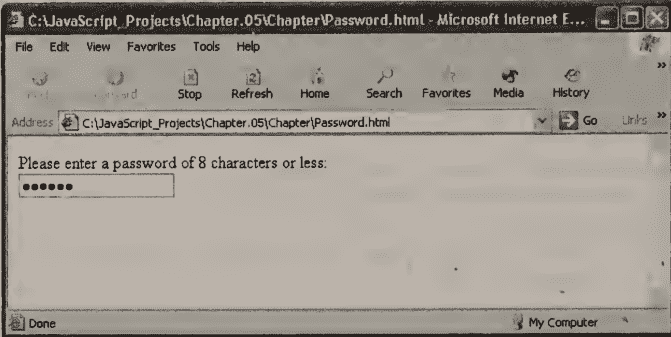 C:\JavaScript_Projects\Chapter.05\Chapter\Password.html - Microsoft Internet E...
File Edit View Favorites Tools Help
Stop Refresh Home Search Favorites Media History
Address C:\JavaScript_Projects\Chapter.05\Chapter\Password.html Go Links
Please enter a password of 8 characters or less:
••••••
Done My Computer